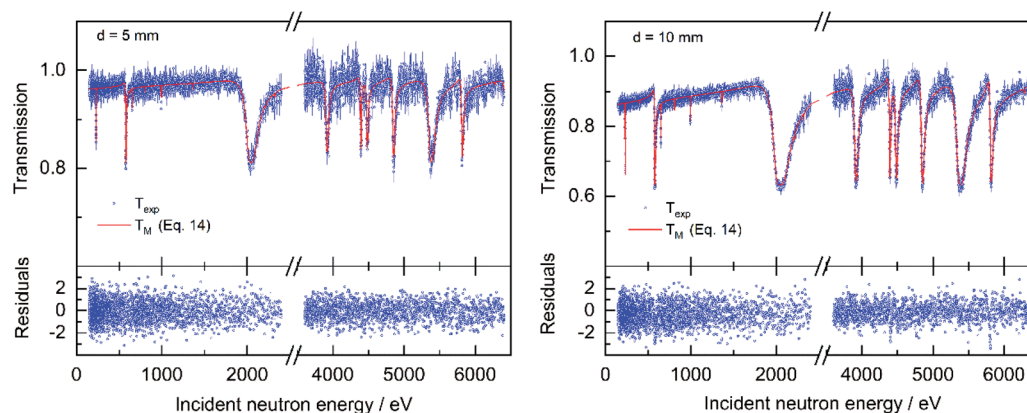 d = 5 mm
1.0
0.8
Transmission
T_exp
T_M (Eq. 14)
2
0
-2
Residuals
0 1000 2000 4000 5000 6000
Incident neutron energy / eV
d = 10 mm
1.0
0.8
0.6
Transmission
T_exp
T_M (Eq. 14)
2
0
-2
Residuals
0 1000 2000 4000 5000 6000
Incident neutron energy / eV